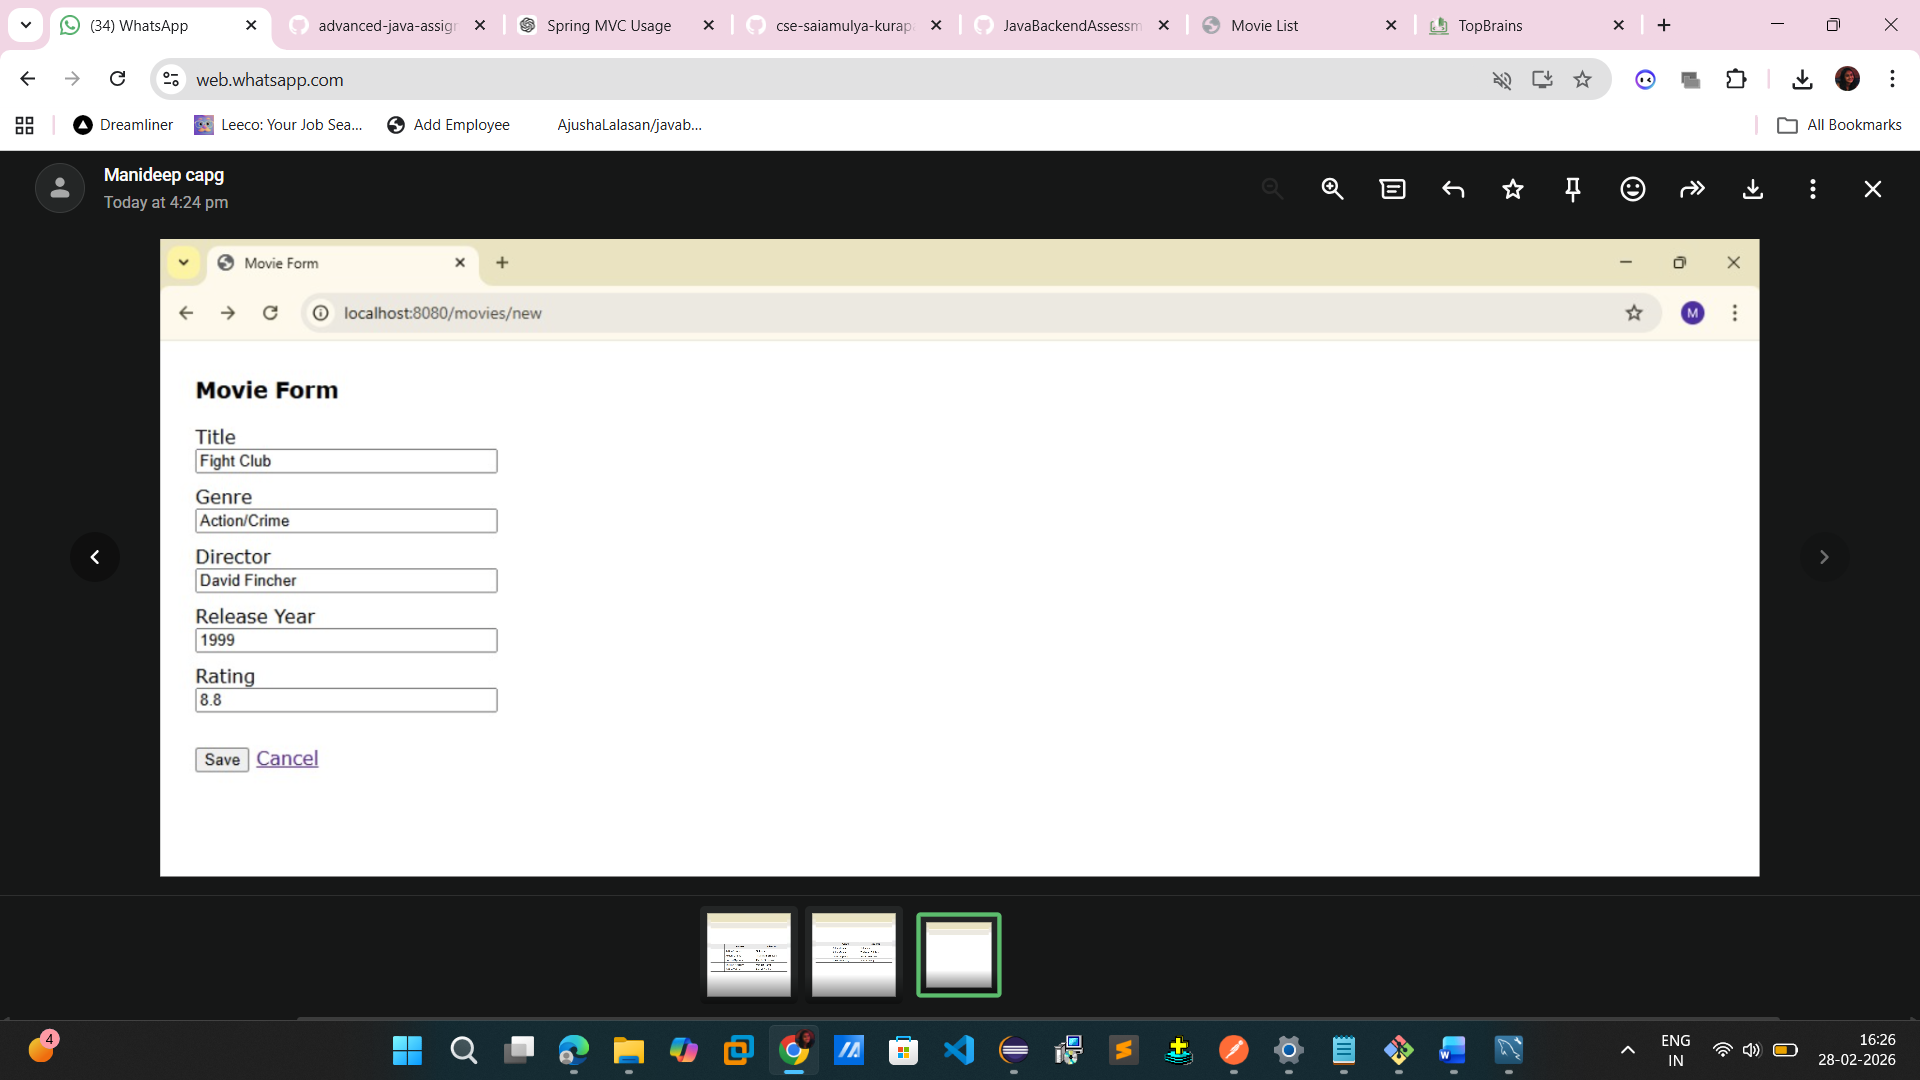 (34) WhatsApp
advanced-java-assign
Spring MVC Usage
cse-saiamulya-kurapa
JavaBackendAssessm
Movie List
TopBrains
web.whatsapp.com
Dreamliner
Leeco: Your Job Sea...
Add Employee
AjushaLalasan/javab...
All Bookmarks
Manideep capg
Today at 4:24 pm
Movie Form
localhost:8080/movies/new
M
Movie Form
Title
Fight Club
Genre
Action/Crime
Director
David Fincher
Release Year
1999
Rating
8.8
Save Cancel
4
ENG
IN
16:26
28-02-2026